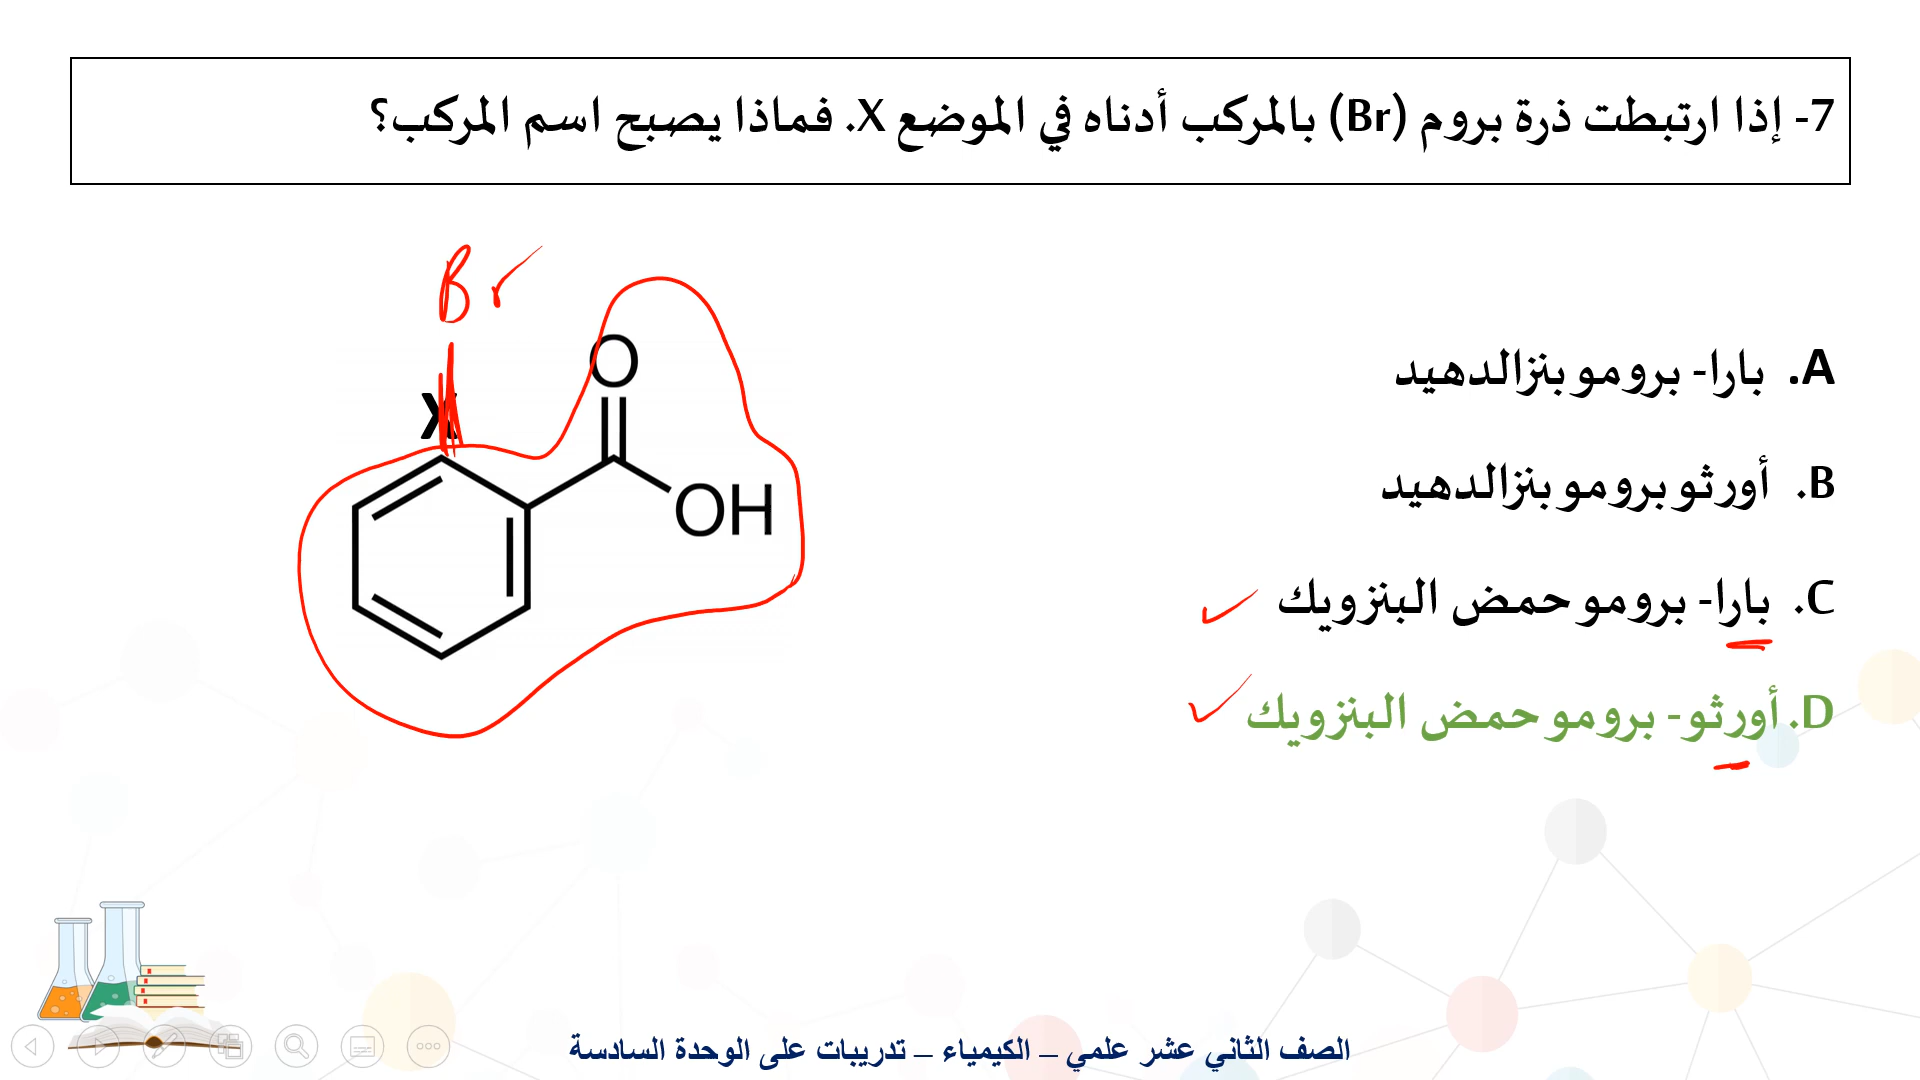 7- إذا ارتبطت ذرة بروم (Br) بالمركب أدناه في الموضع X. فماذا يصبح اسم المركب؟
Br
O
X
OH
A. بارا- برومو بنزالدهيد
B. أورثو برومو بنزالدهيد
C. بارا- برومو حمض البنزويك
D. أورثو- برومو حمض البنزويك
الصف الثاني عشر علمي – الكيمياء – تدريبات على الوحدة السادسة